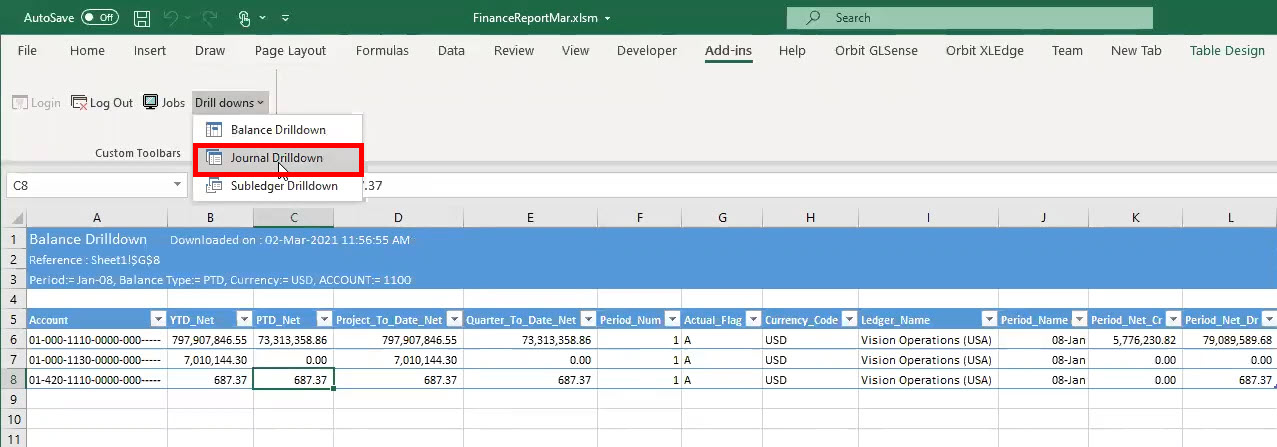 AutoSave Off FinanceReportMar.xlsm Search
File Home Insert Draw Page Layout Formulas Data Review View Developer Add-ins Help Orbit GLSense Orbit XLEdge Team New Tab Table Design
Login Log Out Jobs Drill downs
Balance Drilldown
Custom Toolbars
Journal Drilldown
C8 Subledger Drilldown .37
A B C D E F G H I J K L
1 Balance Drilldown Downloaded on : 02-Mar-2021 11:56:55 AM
2 Reference : Sheet1!$G$8
3 Period:= Jan-08, Balance Type:= PTD, Currency:= USD, ACCOUNT:= 1100
4
5 Account YTD_Net PTD_Net Project_To_Date_Net Quarter_To_Date_Net Period_Num Actual_Flag Currency_Code Ledger_Name Period_Name Period_Net_Cr Period_Net_Dr
6 01-000-1110-0000-000----- 797,907,846.55 73,313,358.86 797,907,846.55 73,313,358.86 1 A USD Vision Operations (USA) 08-Jan 5,776,230.82 79,089,589.68
7 01-000-1130-0000-000----- 7,010,144.30 0.00 7,010,144.30 0.00 1 A USD Vision Operations (USA) 08-Jan 0.00 0.00
8 01-420-1110-0000-000----- 687.37 687.37 687.37 687.37 1 A USD Vision Operations (USA) 08-Jan 0.00 687.37
9
10
11